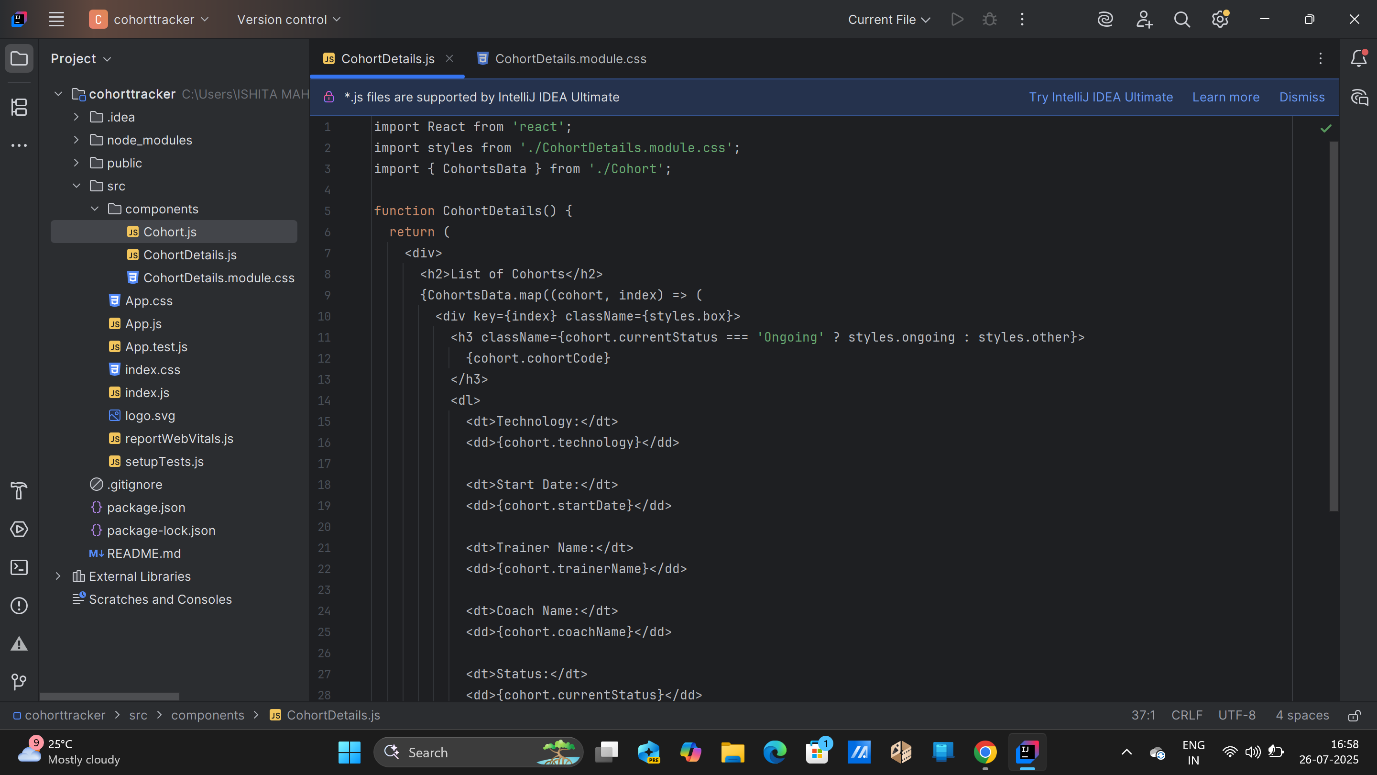 C cohorttracker Version control Current File
Project CohortDetails.js CohortDetails.module.css
*.js files are supported by IntelliJ IDEA Ultimate Try IntelliJ IDEA Ultimate Learn more Dismiss
cohorttracker C:\Users\ISHITA MAH
.idea
node_modules
public
src
components
Cohort.js
CohortDetails.js
CohortDetails.module.css
App.css
App.js
App.test.js
index.css
index.js
logo.svg
reportWebVitals.js
setupTests.js
.gitignore
package.json
package-lock.json
README.md
External Libraries
Scratches and Consoles
1 import React from 'react';
2 import styles from './CohortDetails.module.css';
3 import { CohortsData } from './Cohort';
4
5 function CohortDetails() {
6 return (
7 <div>
8 <h2>List of Cohorts</h2>
9 {CohortsData.map((cohort, index) => (
10 <div key={index} className={styles.box}>
11 <h3 className={cohort.currentStatus === 'Ongoing' ? styles.ongoing : styles.other}>
12 {cohort.cohortCode}
13 </h3>
14 <dl>
15 <dt>Technology:</dt>
16 <dd>{cohort.technology}</dd>
17
18 <dt>Start Date:</dt>
19 <dd>{cohort.startDate}</dd>
20
21 <dt>Trainer Name:</dt>
22 <dd>{cohort.trainerName}</dd>
23
24 <dt>Coach Name:</dt>
25 <dd>{cohort.coachName}</dd>
26
27 <dt>Status:</dt>
28 <dd>{cohort.currentStatus}</dd>
cohorttracker > src > components > JS CohortDetails.js 37:1 CRLF UTF-8 4 spaces
9 25°C
Mostly cloudy
Search
PRE
1
ENG
IN
16:58
26-07-2025